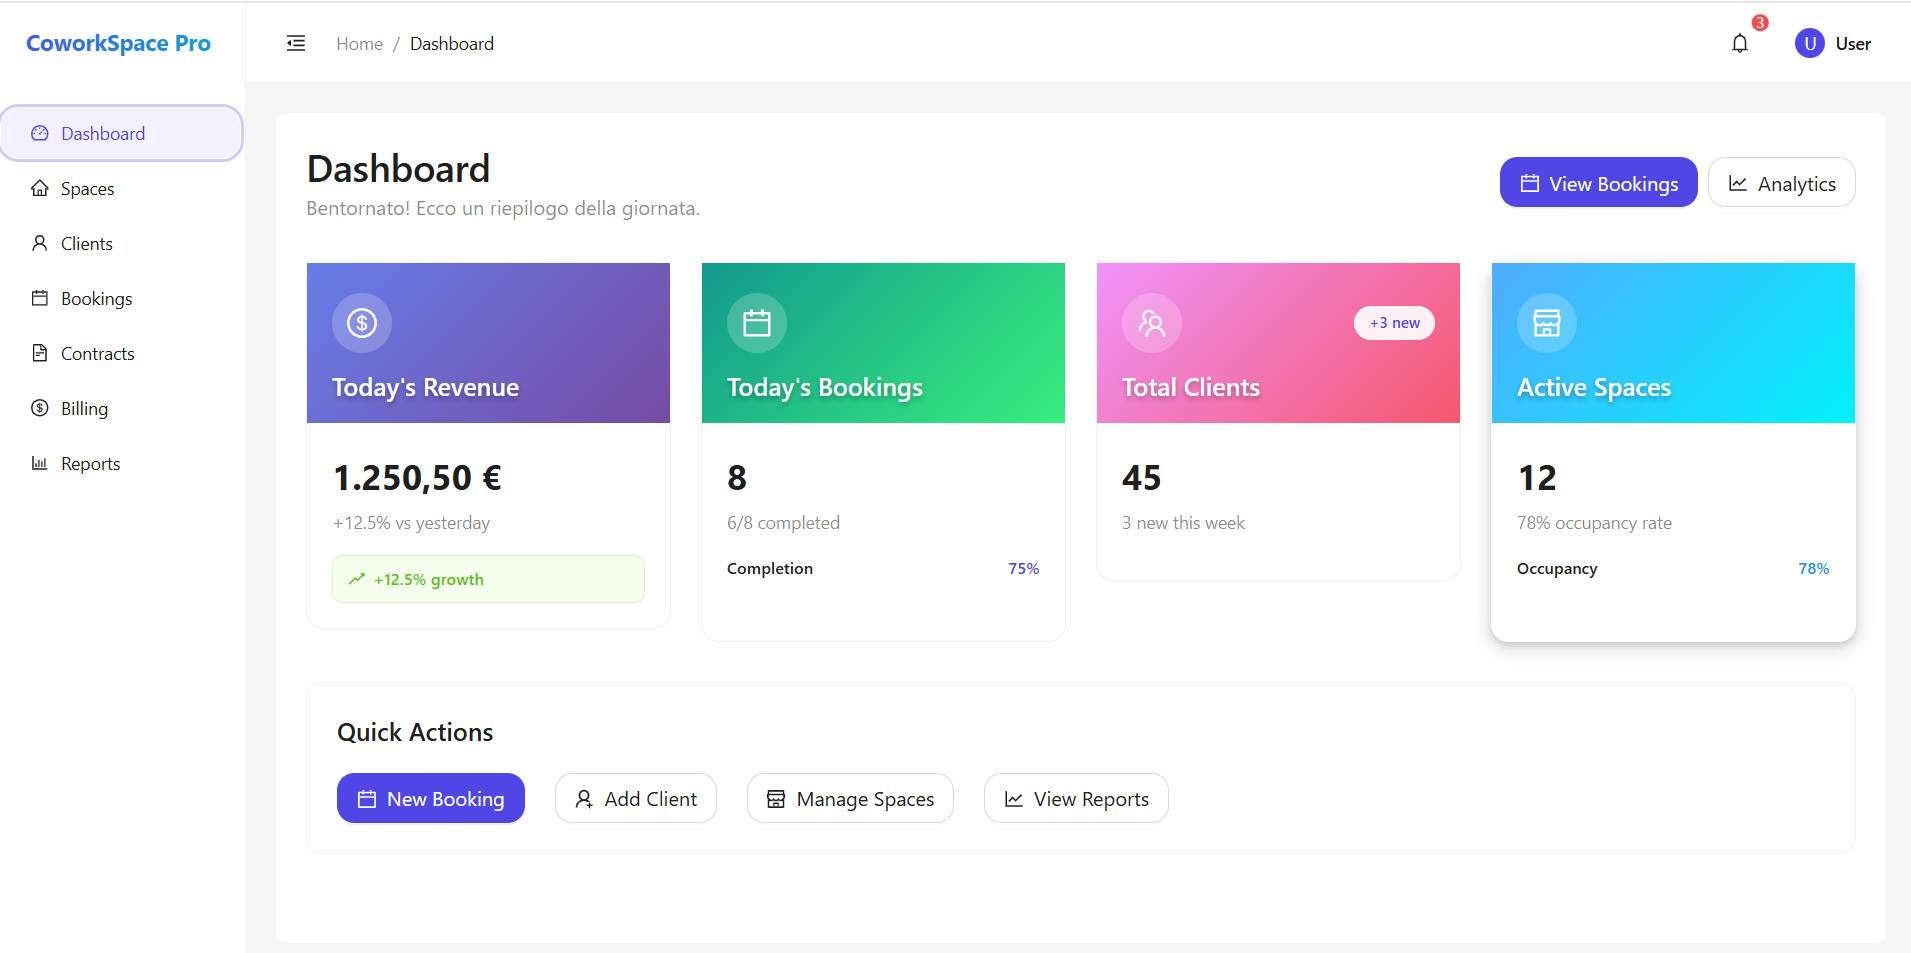 CoworkSpace Pro
Home / Dashboard
3
U User
Dashboard
Spaces
Clients
Bookings
Contracts
Billing
Reports
Dashboard
Bentornato! Ecco un riepilogo della giornata.
View Bookings
Analytics
Today's Revenue
1.250,50 €
+12.5% vs yesterday
+12.5% growth
Today's Bookings
8
6/8 completed
Completion 75%
+3 new
Total Clients
45
3 new this week
Active Spaces
12
78% occupancy rate
Occupancy 78%
Quick Actions
New Booking
Add Client
Manage Spaces
View Reports